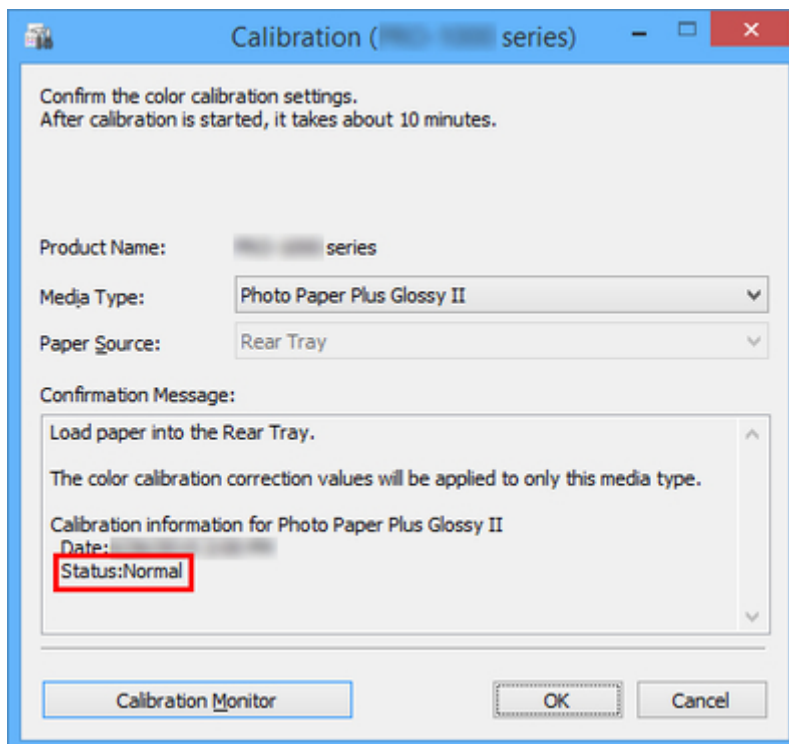 Calibration ( series)
Confirm the color calibration settings.
After calibration is started, it takes about 10 minutes.
Product Name: series
Media Type: Photo Paper Plus Glossy II
Paper Source: Rear Tray
Confirmation Message:
Load paper into the Rear Tray.
The color calibration correction values will be applied to only this media type.
Calibration information for Photo Paper Plus Glossy II
Date:
Status:Normal
Calibration Monitor OK Cancel